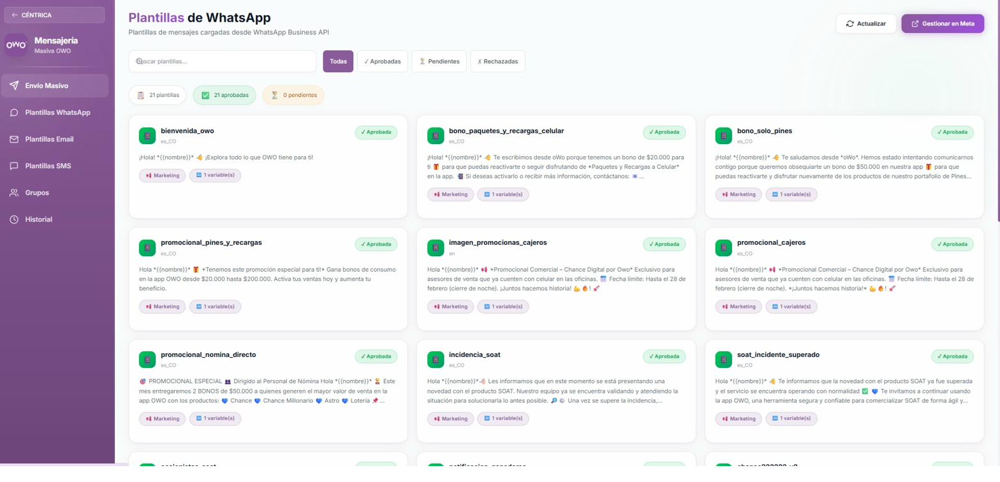 ← CÉNTRICA
OWO
Mensajería
Masiva OWO
Envío Masivo
Plantillas WhatsApp
Plantillas Email
Plantillas SMS
Grupos
Historial
Plantillas de WhatsApp
Plantillas de mensajes cargadas desde WhatsApp Business API
Actualizar
Gestionar en Meta
Buscar plantillas...
Todas
✓ Aprobadas
⏳ Pendientes
✗ Rechazadas
📋 21 plantillas
✅ 21 aprobadas
⏳ 0 pendientes
bienvenida_owo
es_CO
✓ Aprobada
¡Hola! *{{nombre}}* 👋 ¡Explora todo lo que OWO tiene para ti!
Marketing
1 variable(s)
bono_paquetes_y_recargas_celular
es_CO
✓ Aprobada
¡Hola! *{{nombre}}* 👋 Te escribimos desde oWo porque tenemos un bono de $20.000 para
ti 🎁 para que puedas reactivarte o seguir disfrutando de *Paquetes y Recargas a Celular*
en la app. 📲 Si deseas activarlo o recibir más información, contáctanos: ...
Marketing
1 variable(s)
bono_solo_pines
es_CO
✓ Aprobada
¡Hola! *{{nombre}}* 👋 Te saludamos desde *oWo*. Hemos estado intentando comunicarnos
contigo porque queremos obsequiarte un bono de $50.000 en nuestra app 🎁 para que
puedas reactivarte y disfrutar nuevamente de los productos de nuestro portafolio de Pines...
Marketing
1 variable(s)
promocional_pines_y_recargas
es_CO
✓ Aprobada
Hola *{{nombre}}* 🎁 *Tenemos este promoción especial para ti!* Gana bonos de consumo
en la app OWO desde $20.000 hasta $200.000. Activa tus ventas hoy y aumenta tu
beneficio.
Marketing
1 variable(s)
imagen_promocionas_cajeros
en
✓ Aprobada
Hola *{{nombre}}* 📢 *Promocional Comercial – Chance Digital por Owo* Exclusivo para
asesores de venta que ya cuenten con celular en las oficinas. 🗓️ Fecha límite: Hasta el 28 de
febrero (cierre de noche). ¡Juntos hacemos historia! 💪🔥! 🚀
Marketing
1 variable(s)
promocional_cajeros
es_CO
✓ Aprobada
Hola *{{nombre}}* 📢 *Promocional Comercial – Chance Digital por Owo* Exclusivo para
asesores de venta que ya cuenten con celular en las oficinas. 🗓️ Fecha límite: Hasta el 28 de
febrero (cierre de noche). *¡Juntos hacemos historia!* 💪🔥! 🚀
Marketing
1 variable(s)
promocional_nomina_directo
es_CO
✓ Aprobada
🎯 PROMOCIONAL ESPECIAL 👥 Dirigido al Personal de Nómina Hola *{{nombre}}* Este
mes entregaremos 2 BONOS de $50.000 a quienes generen el mayor valor de venta en la
app OWO con los productos: 💙 Chance 💙 Chance Millonario 💙 Astro 💙 Lotería 📌...
Marketing
1 variable(s)
incidencia_soat
es_CO
✓ Aprobada
Hola *{{nombre}}* Les informamos que en este momento se está presentando una
novedad con el producto SOAT. Nuestro equipo ya se encuentra validando y atendiendo la
situación para solucionarla lo antes posible. 🔎⚙️ Una vez se supere la incidencia,...
Marketing
1 variable(s)
soat_incidente_superado
es_CO
✓ Aprobada
Hola *{{nombre}}* 👋 Te informamos que la novedad con el producto SOAT ya fue superada
y el servicio se encuentra operando con normalidad ✅ 💙 Te invitamos a continuar usando
la app OWO, una herramienta segura y confiable para comercializar SOAT de forma ágil y...
Marketing
1 variable(s)